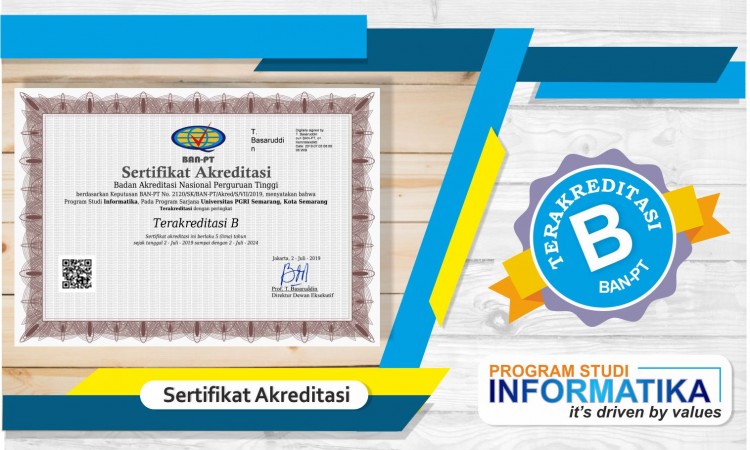 BAN-PT
T.
Basaruddi
n
Digitally signed by
T. Basaruddin
Sertifikat Akreditasi
Badan Akreditasi Nasional Perguruan Tinggi
berdasarkan Keputusan BAN-PT No. 2120/SK/BAN-PT/Akred/S/VII/2019, menyatakan bahwa
Program Studi Informatika, Pada Program Sarjana Universitas PGRI Semarang, Kota Semarang
Terakreditasi dengan peringkat
Terakreditasi B
Sertifikat akreditasi ini berlaku 5 (lima) tahun
sejak tanggal 2 - Juli - 2019 sampai dengan 2 - Juli - 2024
Jakarta, 2 - Juli - 2019
Prof. T. Basaruddin
Direktur Dewan Eksekutif
Sertifikat Akreditasi
TERAKREDITASI
B
BAN-PT
PROGRAM STUDI
INFORMATIKA
it's driven by values